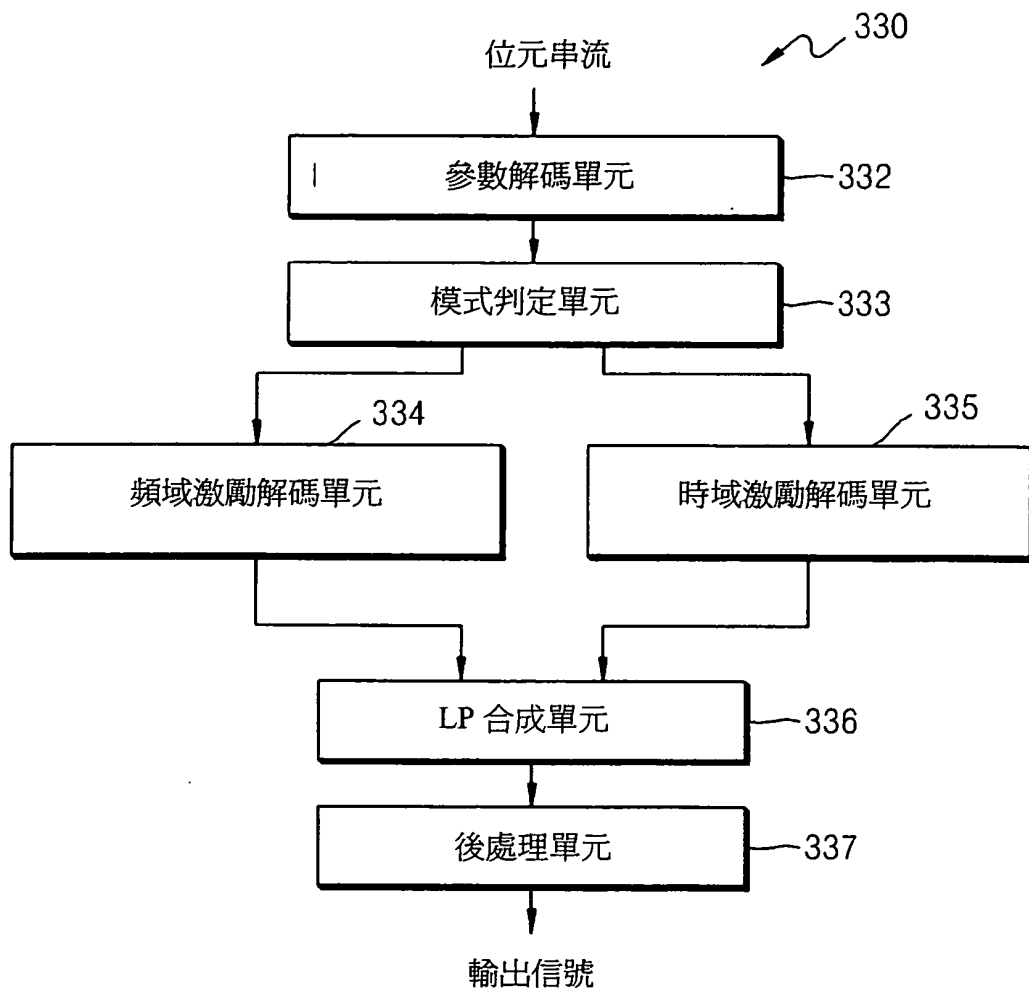 330
位元串流
參數解碼單元
332
模式判定單元
333
334
335
頻域激勵解碼單元
時域激勵解碼單元
LP 合成單元
336
後處理單元
337
輸出信號